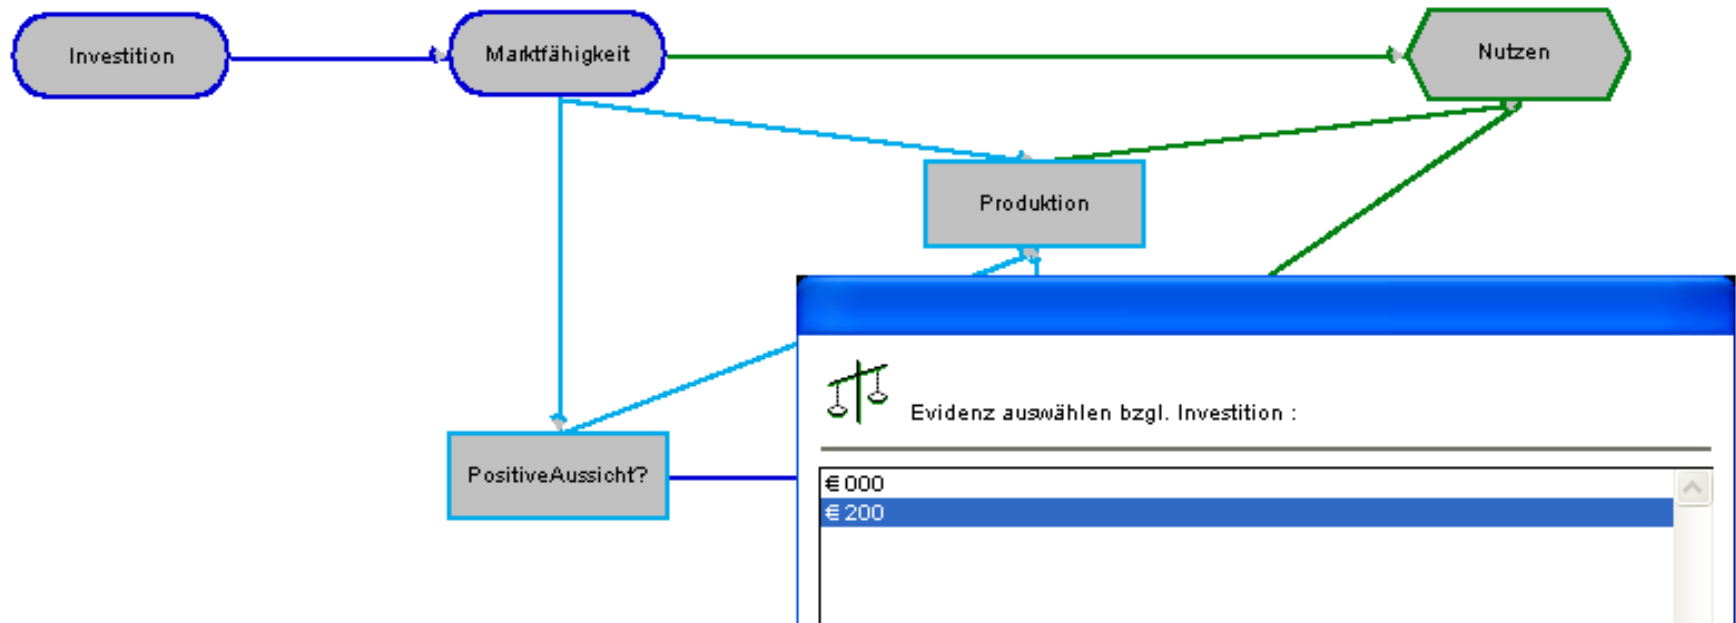 Investition
Marktfähigkeit
Nutzen
Produktion
PositiveAussicht?
Evidenz auswählen bzgl. Investition :
€ 000
€ 200